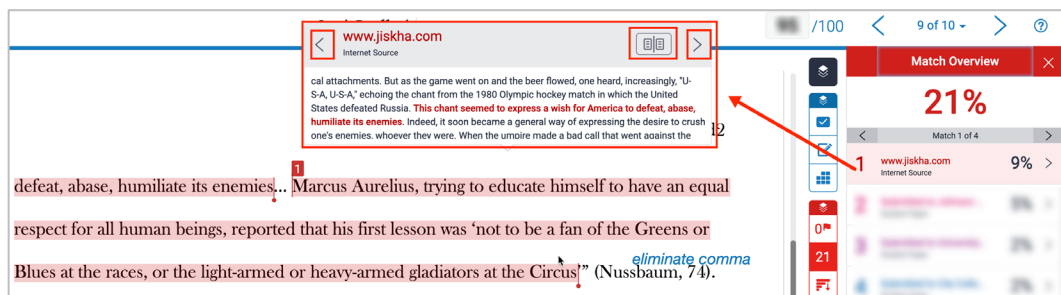 /100
9 of 10
?
www.jiskha.com
Internet Source
cal attachments. But as the game went on and the beer flowed, one heard, increasingly, "U-
S-A, U-S-A," echoing the chant from the 1980 Olympic hockey match in which the United
States defeated Russia. This chant seemed to express a wish for America to defeat, abase,
humiliate its enemies. Indeed, it soon became a general way of expressing the desire to crush
one's enemies, whoever they were. When the umpire made a bad call that went against the
Match Overview
21%
Match 1 of 4
1 www.jiskha.com 9%
Internet Source
1
defeat, abase, humiliate its enemies... Marcus Aurelius, trying to educate himself to have an equal
respect for all human beings, reported that his first lesson was ‘not to be a fan of the Greens or
eliminate comma
Blues at the races, or the light-armed or heavy-armed gladiators at the Circus’” (Nussbaum, 74).
0
21